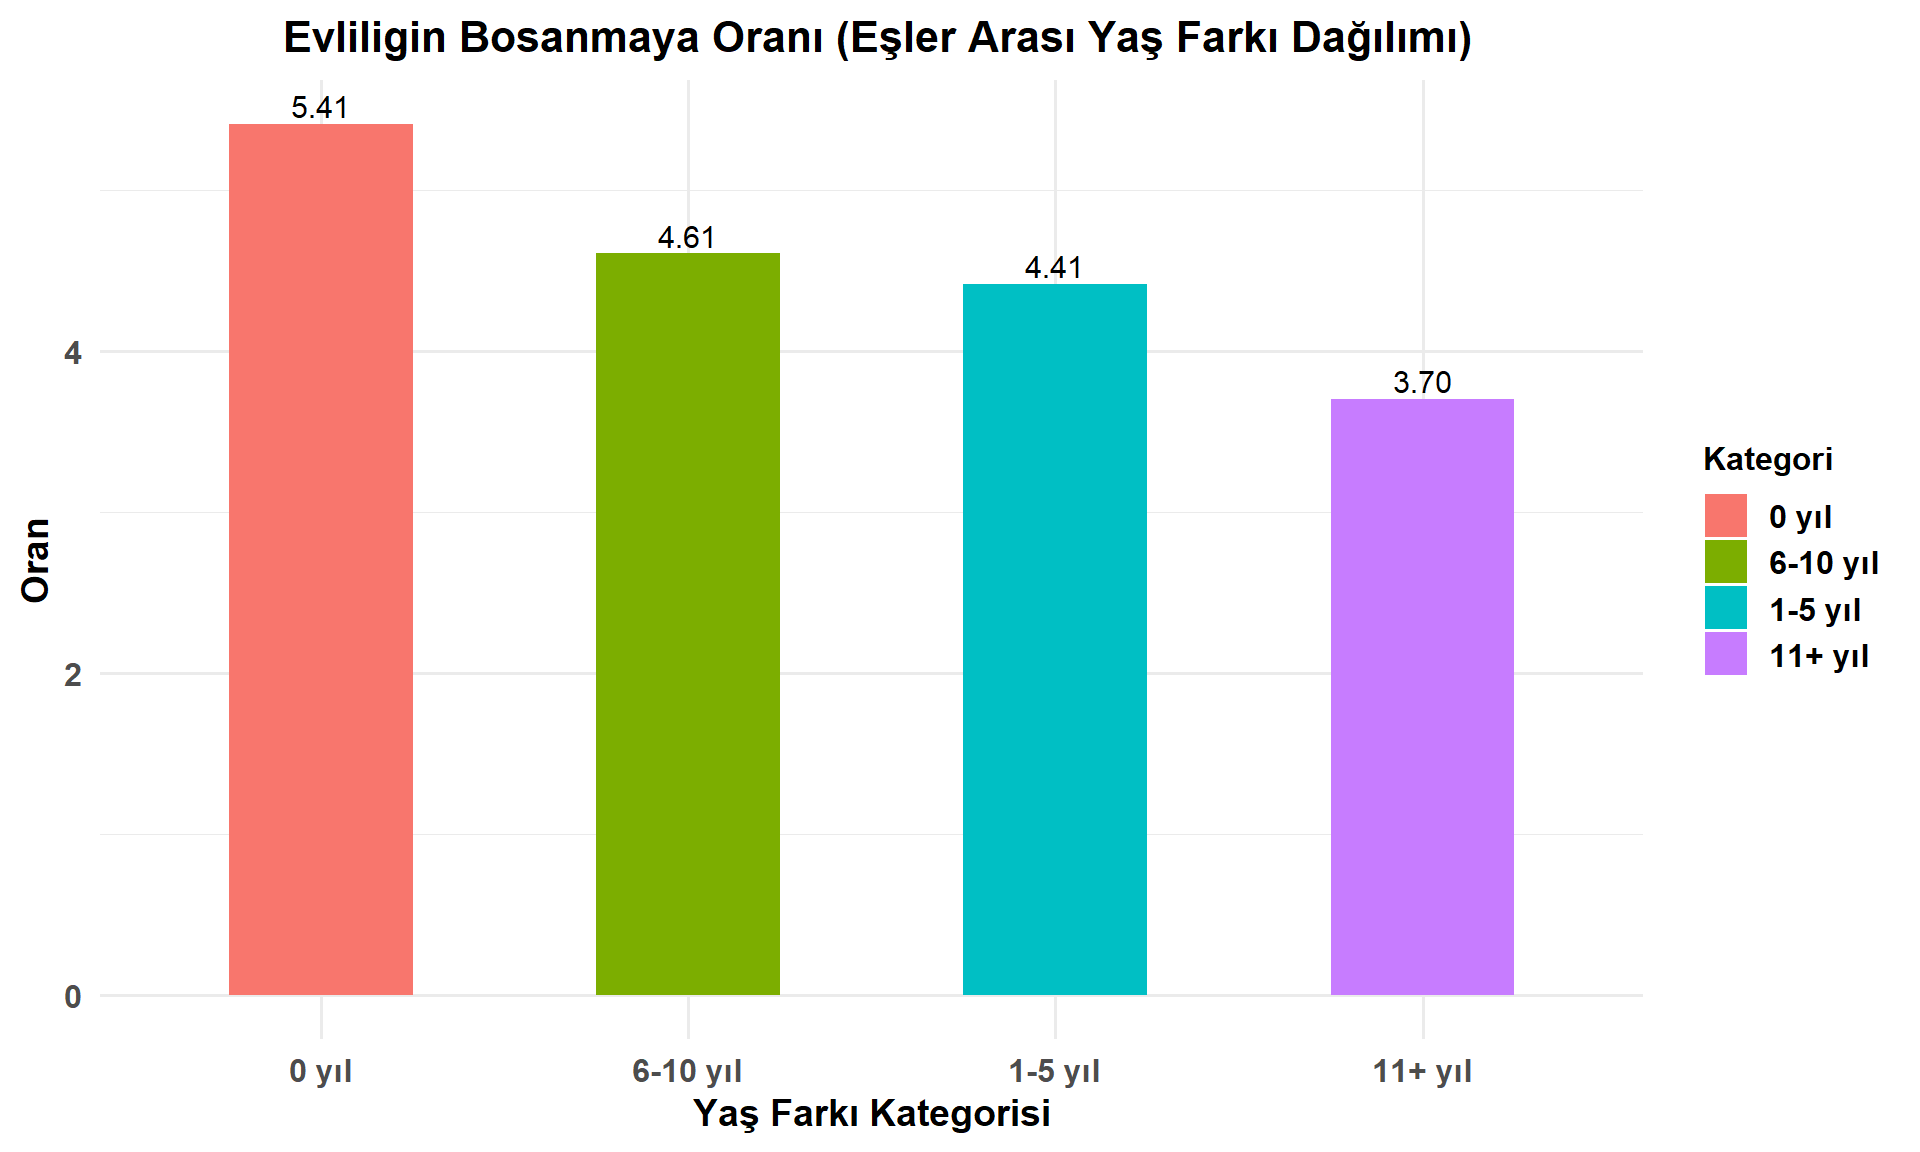 Evliligin Bosanmaya Oranı (Eşler Arası Yaş Farkı Dağılımı)
5.41
4.61
4.41
3.70
4
2
0
Oran
0 yıl
6-10 yıl
1-5 yıl
11+ yıl
Yaş Farkı Kategorisi
Kategori
0 yıl
6-10 yıl
1-5 yıl
11+ yıl